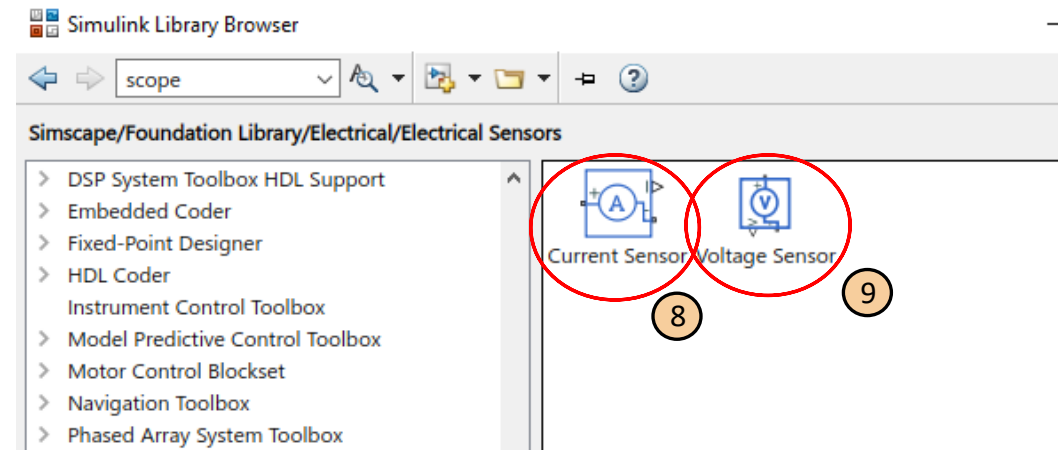 Simulink Library Browser
scope
Simscape/Foundation Library/Electrical/Electrical Sensors
DSP System Toolbox HDL Support
Embedded Coder
Fixed-Point Designer
HDL Coder
Instrument Control Toolbox
Model Predictive Control Toolbox
Motor Control Blockset
Navigation Toolbox
Phased Array System Toolbox
+ I
A
Current Sensor
+
V
V
Voltage Sensor
8
9